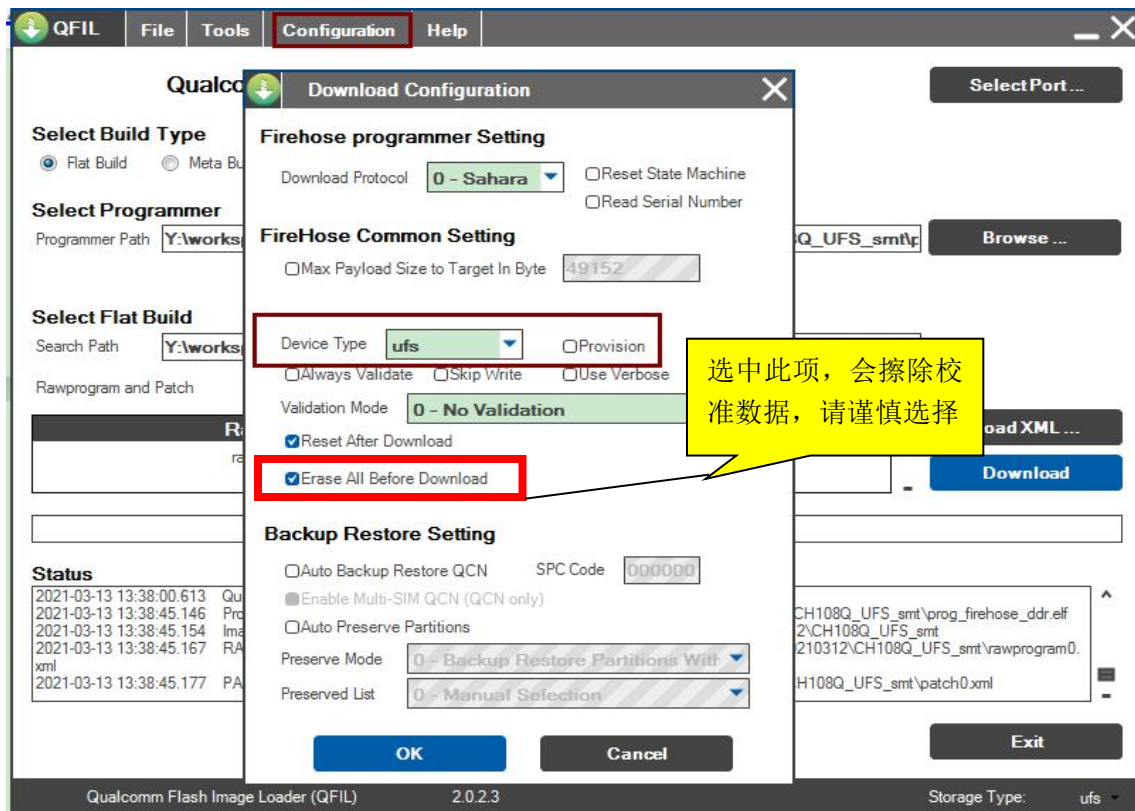 QFIL File Tools Configuration Help
Qualco
Download Configuration
Select Port ...
Select Build Type
Flat Build Meta Bu
Firehose programmer Setting
Download Protocol 0 - Sahara Reset State Machine
Read Serial Number
Select Programmer
Programmer Path Y:\works
Q_UFS_smt\p Browse ...
FireHose Common Setting
Max Payload Size to Target In Byte 49152
Select Flat Build
Search Path Y:\works
Device Type ufs Provision
Always Validate Skip Write Use Verbose
Rawprogram and Patch
Validation Mode 0 - No Validation
选中此项，会擦除校
准数据，请谨慎选择
Reset After Download
Erase All Before Download
R
ra
oad XML ...
Download
Backup Restore Setting
Auto Backup Restore QCN SPC Code 000000
Enable Multi-SIM QCN (QCN only)
Auto Preserve Partitions
Preserve Mode 0 - Backup Restore Partitions With
Preserved List 0 - Manual Selection
OK Cancel
Status
2021-03-13 13:38:00.613 Qu
2021-03-13 13:38:45.146 Pro CH108Q_UFS_smt\prog_firehose_ddr.elf
2021-03-13 13:38:45.154 Ima 2\CH108Q_UFS_smt
2021-03-13 13:38:45.167 RA 210312\CH108Q_UFS_smt\rawprogram0.
xml
2021-03-13 13:38:45.177 PA H108Q_UFS_smt\patch0.xml
Exit
Qualcomm Flash Image Loader (QFIL) 2.0.2.3 Storage Type: ufs